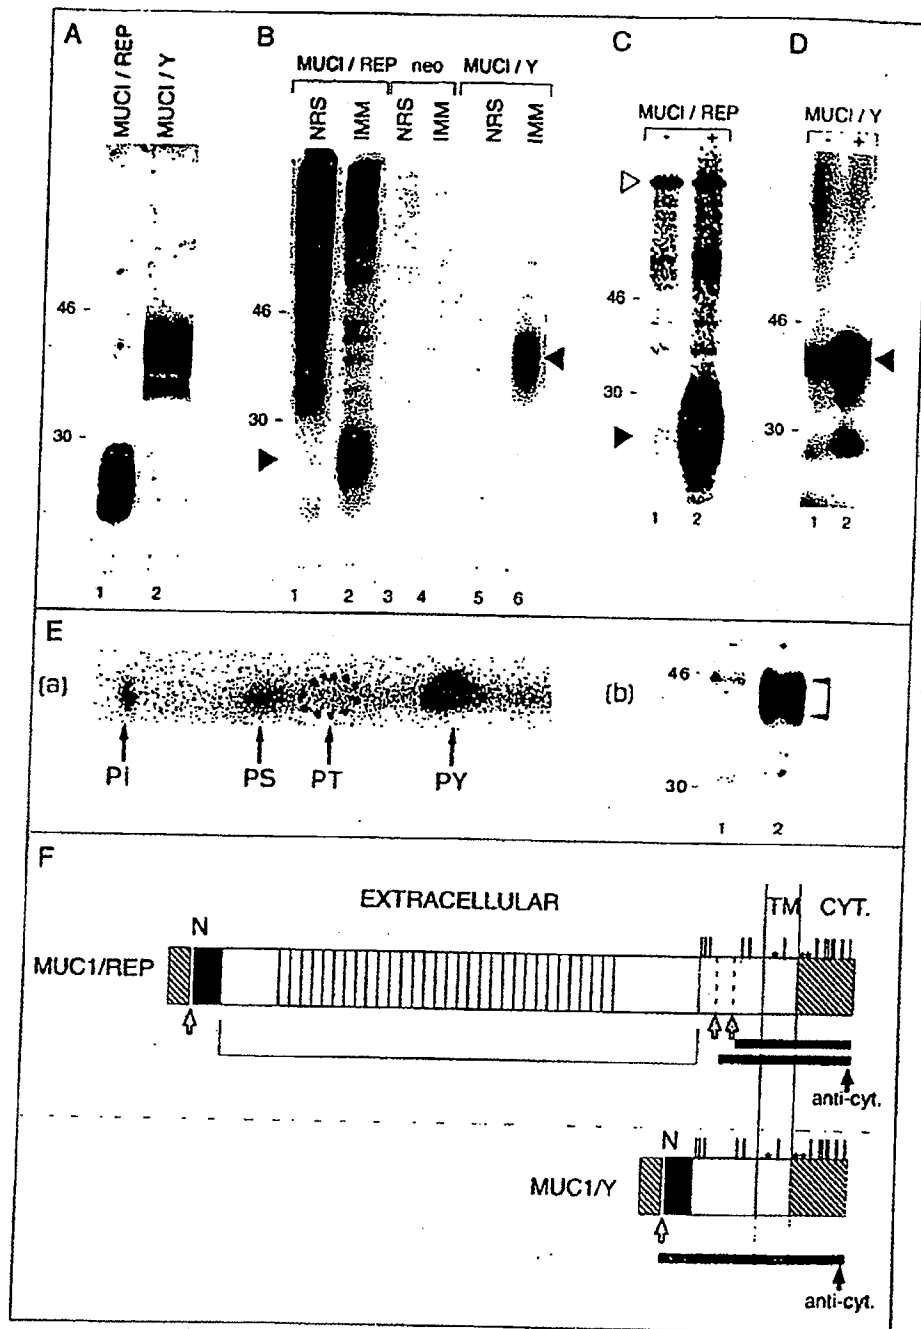 A
B
C
D
MUCI / REP
MUCI / Y
MUCI / REP neo MUCI / Y
NRS IMM NRS IMM NRS IMM
MUCI / REP
- +
MUCI / Y
- +
46 -
30 -
1 2
46 -
30 -
1 2 3 4 5 6
46 -
30 -
1 2
46 -
30 -
1 2
E
(a)
PI PS PT PY
(b)
46 -
30 -
1 2
F
EXTRACELLULAR TM CYT.
N
MUC1/REP
anti-cyt.
N
MUC1/Y
anti-cyt.